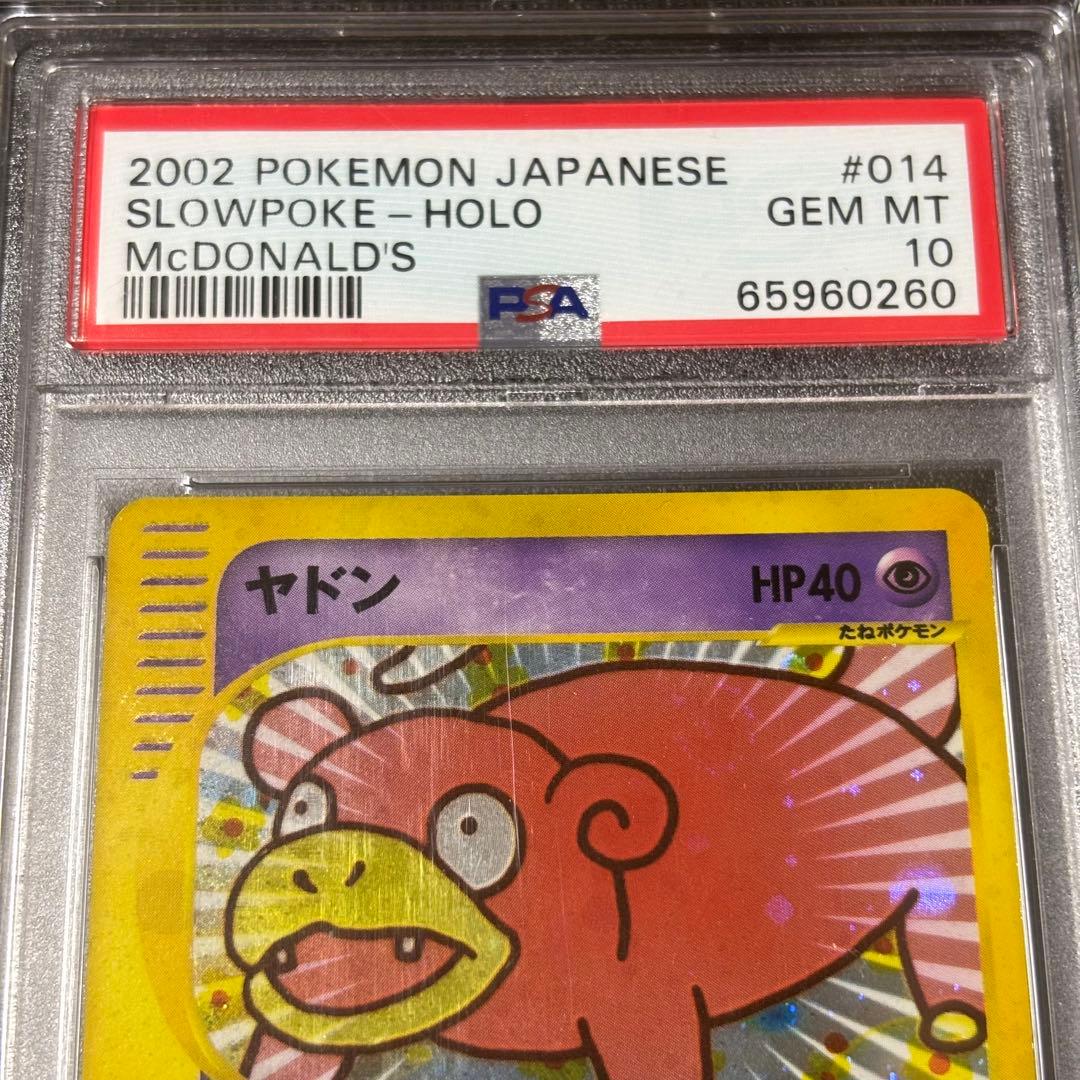 2002 POKEMON JAPANESE #014
SLOWPOKE-HOLO GEM MT
McDONALD'S 10
PSA 65960260
ヤドン HP40
たねポケモン